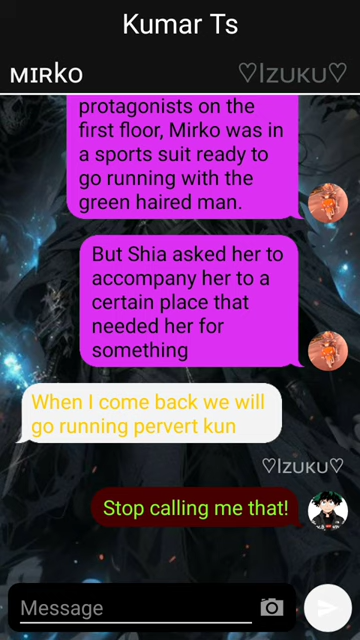 Kumar Ts
MIRKO
♡IZUKU♡
protagonists on the
first floor, Mirko was in
a sports suit ready to
go running with the
green haired man.
But Shia asked her to
accompany her to a
certain place that
needed her for
something
When I come back we will
go running pervert kun
♡IZUKU♡
Stop calling me that!
Message